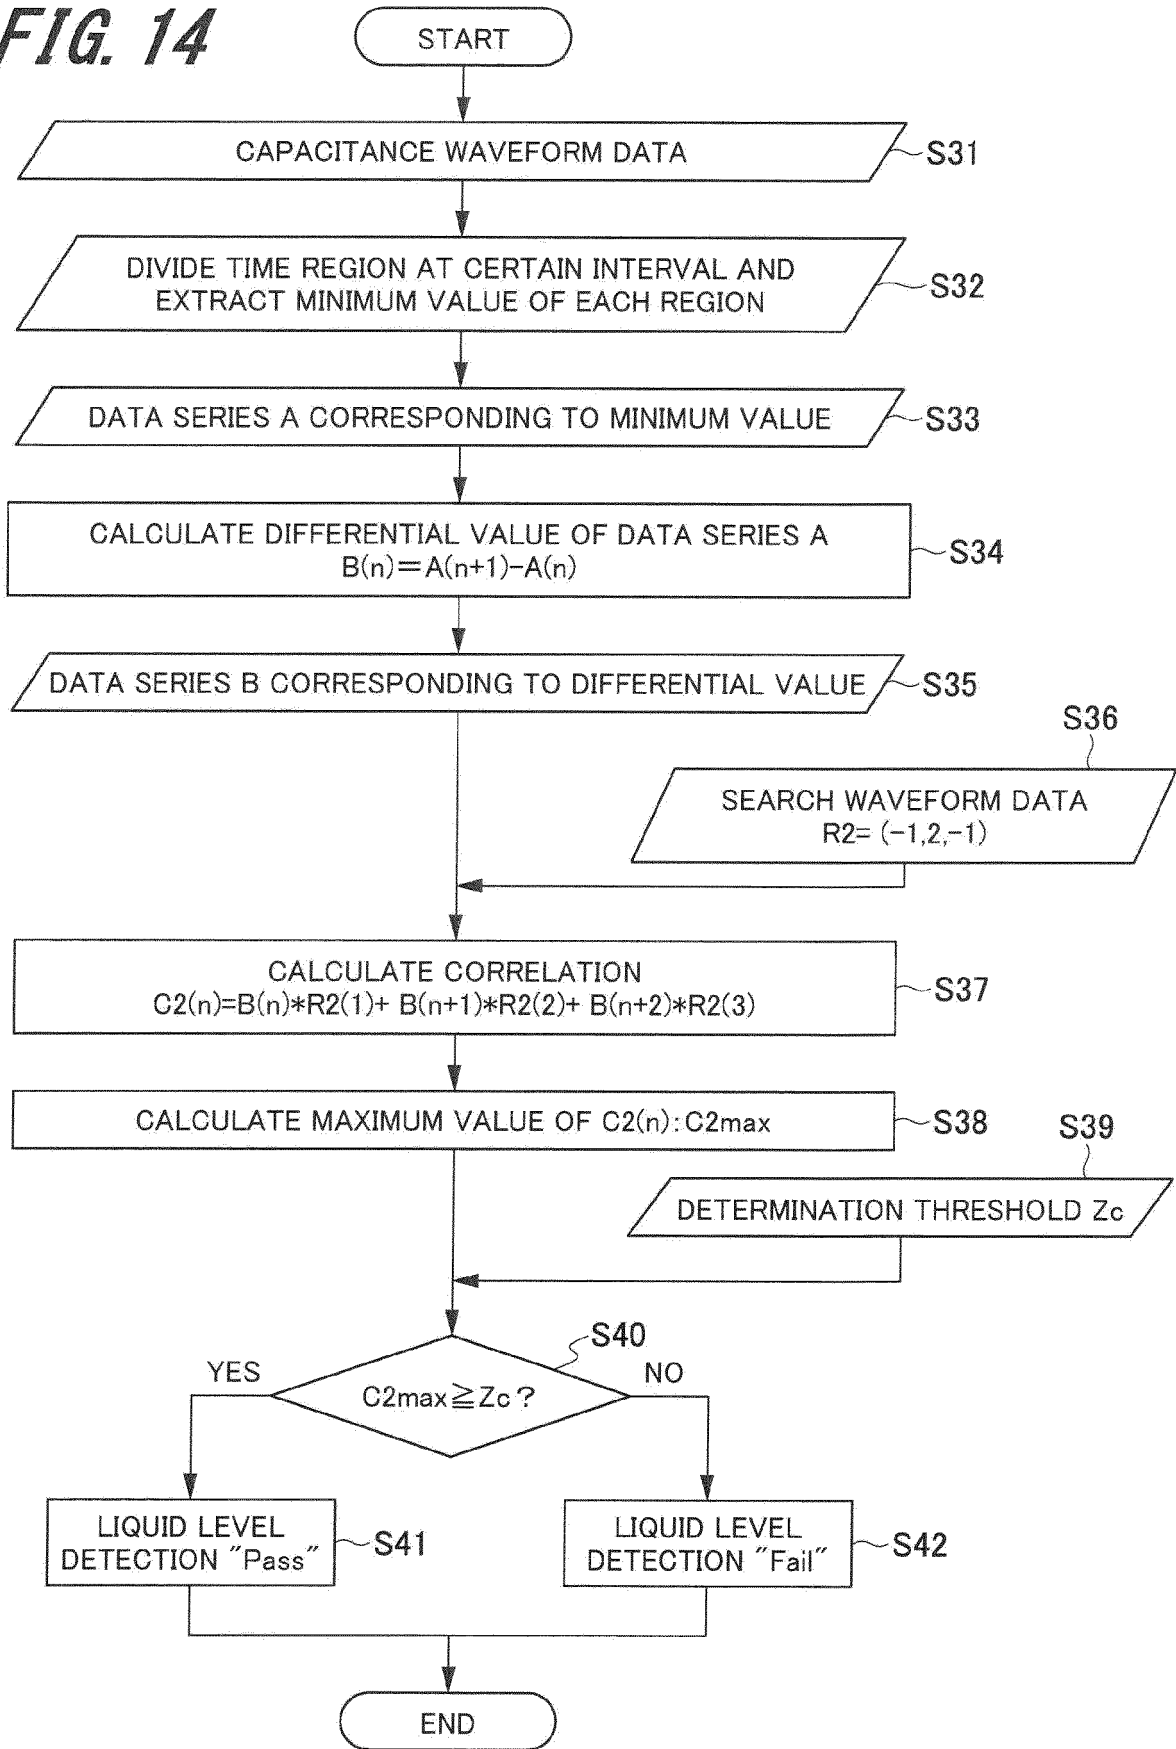 FIG. 14
START
CAPACITANCE WAVEFORM DATA
S31
DIVIDE TIME REGION AT CERTAIN INTERVAL AND
EXTRACT MINIMUM VALUE OF EACH REGION
S32
DATA SERIES A CORRESPONDING TO MINIMUM VALUE
S33
CALCULATE DIFFERENTIAL VALUE OF DATA SERIES A
B(n)=A(n+1)-A(n)
S34
DATA SERIES B CORRESPONDING TO DIFFERENTIAL VALUE
S35
S36
SEARCH WAVEFORM DATA
R2= (-1,2,-1)
CALCULATE CORRELATION
C2(n)=B(n)*R2(1)+ B(n+1)*R2(2)+ B(n+2)*R2(3)
S37
CALCULATE MAXIMUM VALUE OF C2(n):C2max
S38
S39
DETERMINATION THRESHOLD Zc
S40
YES
NO
C2max≧Zc?
LIQUID LEVEL
DETECTION "Pass"
S41
LIQUID LEVEL
DETECTION "Fail"
S42
END